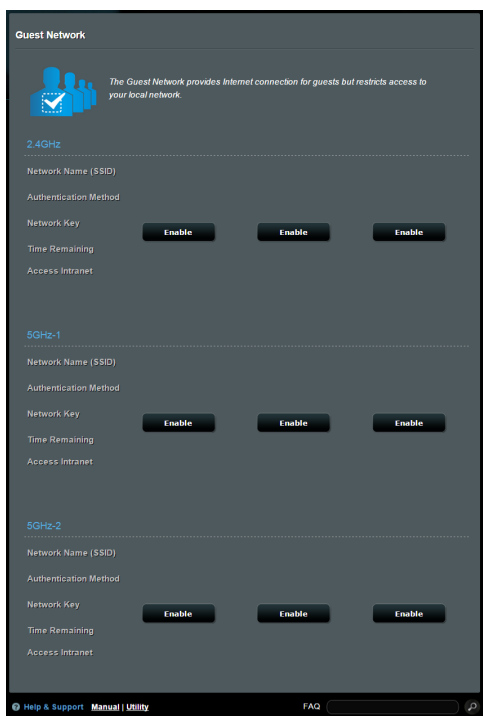 Guest Network
The Guest Network provides Internet connection for guests but restricts access to
your local network.
2.4GHz
Network Name (SSID)
Authentication Method
Network Key
Enable Enable Enable
Time Remaining
Access Intranet
5GHz-1
Network Name (SSID)
Authentication Method
Network Key
Enable Enable Enable
Time Remaining
Access Intranet
5GHz-2
Network Name (SSID)
Authentication Method
Network Key
Enable Enable Enable
Time Remaining
Access Intranet
Help & Support Manual | Utility FAQ